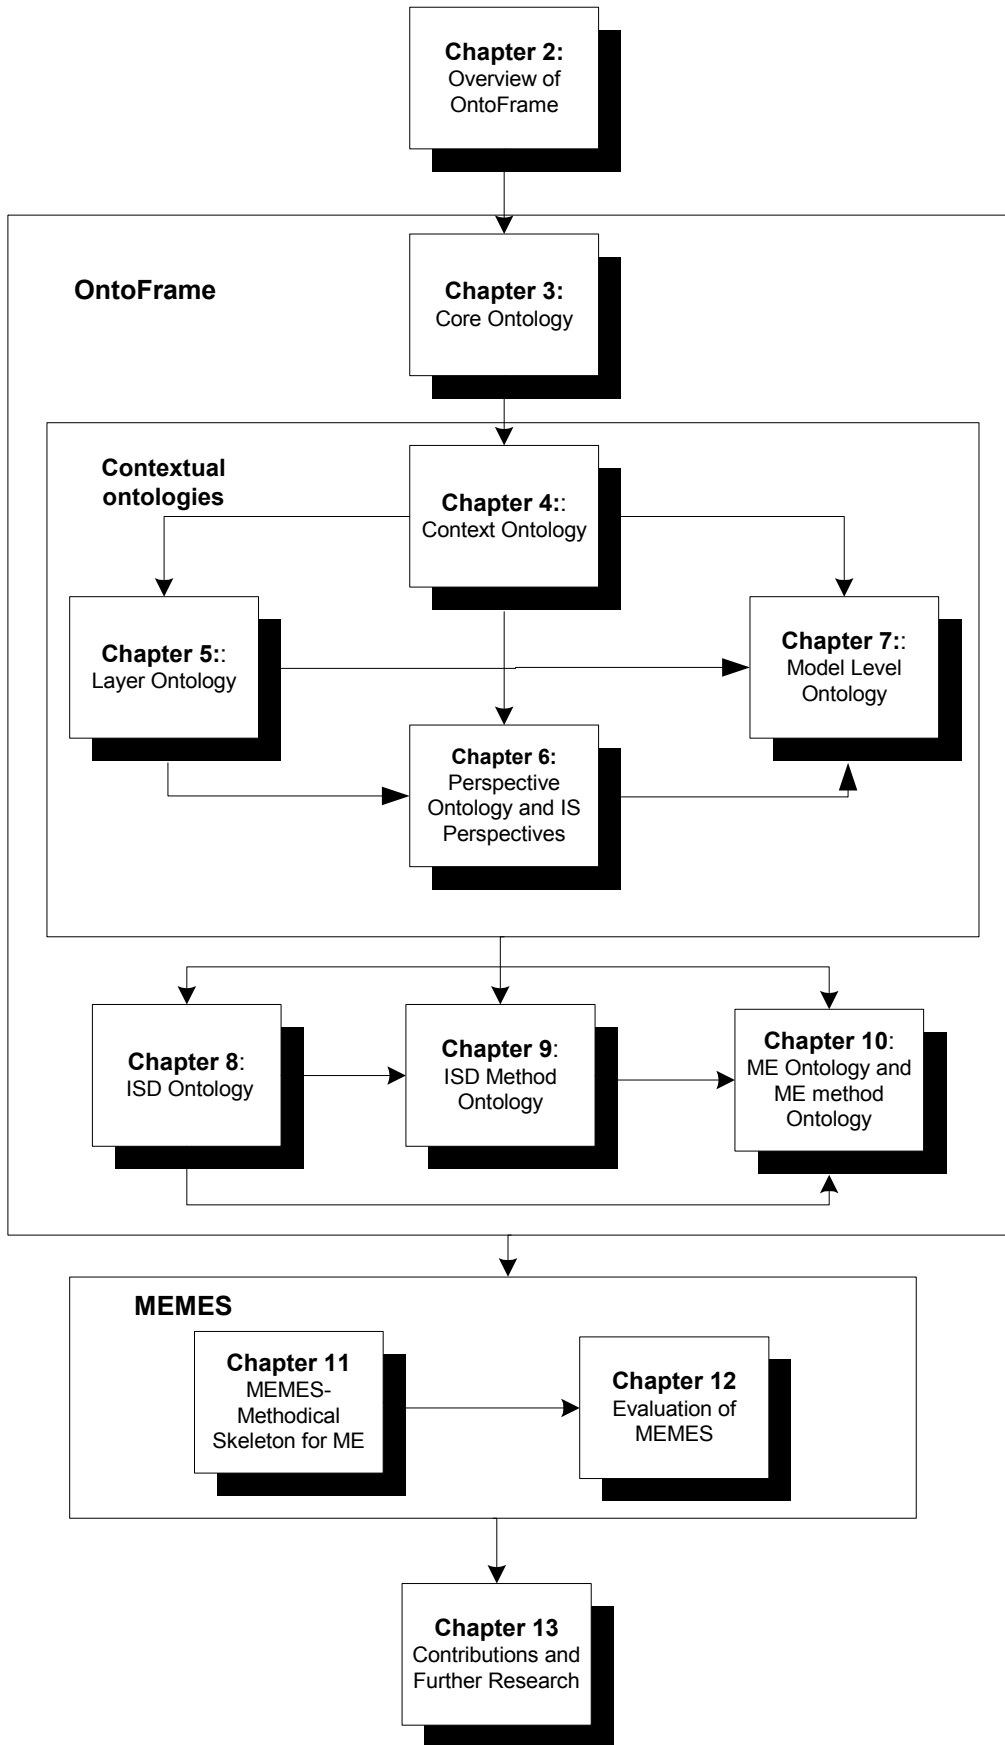 Chapter 2:
Overview of
OntoFrame
OntoFrame
Chapter 3:
Core Ontology
Contextual
ontologies
Chapter 4::
Context Ontology
Chapter 5::
Layer Ontology
Chapter 7::
Model Level
Ontology
Chapter 6:
Perspective
Ontology and IS
Perspectives
Chapter 8:
ISD Ontology
Chapter 9:
ISD Method
Ontology
Chapter 10:
ME Ontology and
ME method
Ontology
MEMES
Chapter 11
MEMES-
Methodical
Skeleton for ME
Chapter 12
Evaluation of
MEMES
Chapter 13
Contributions and
Further Research